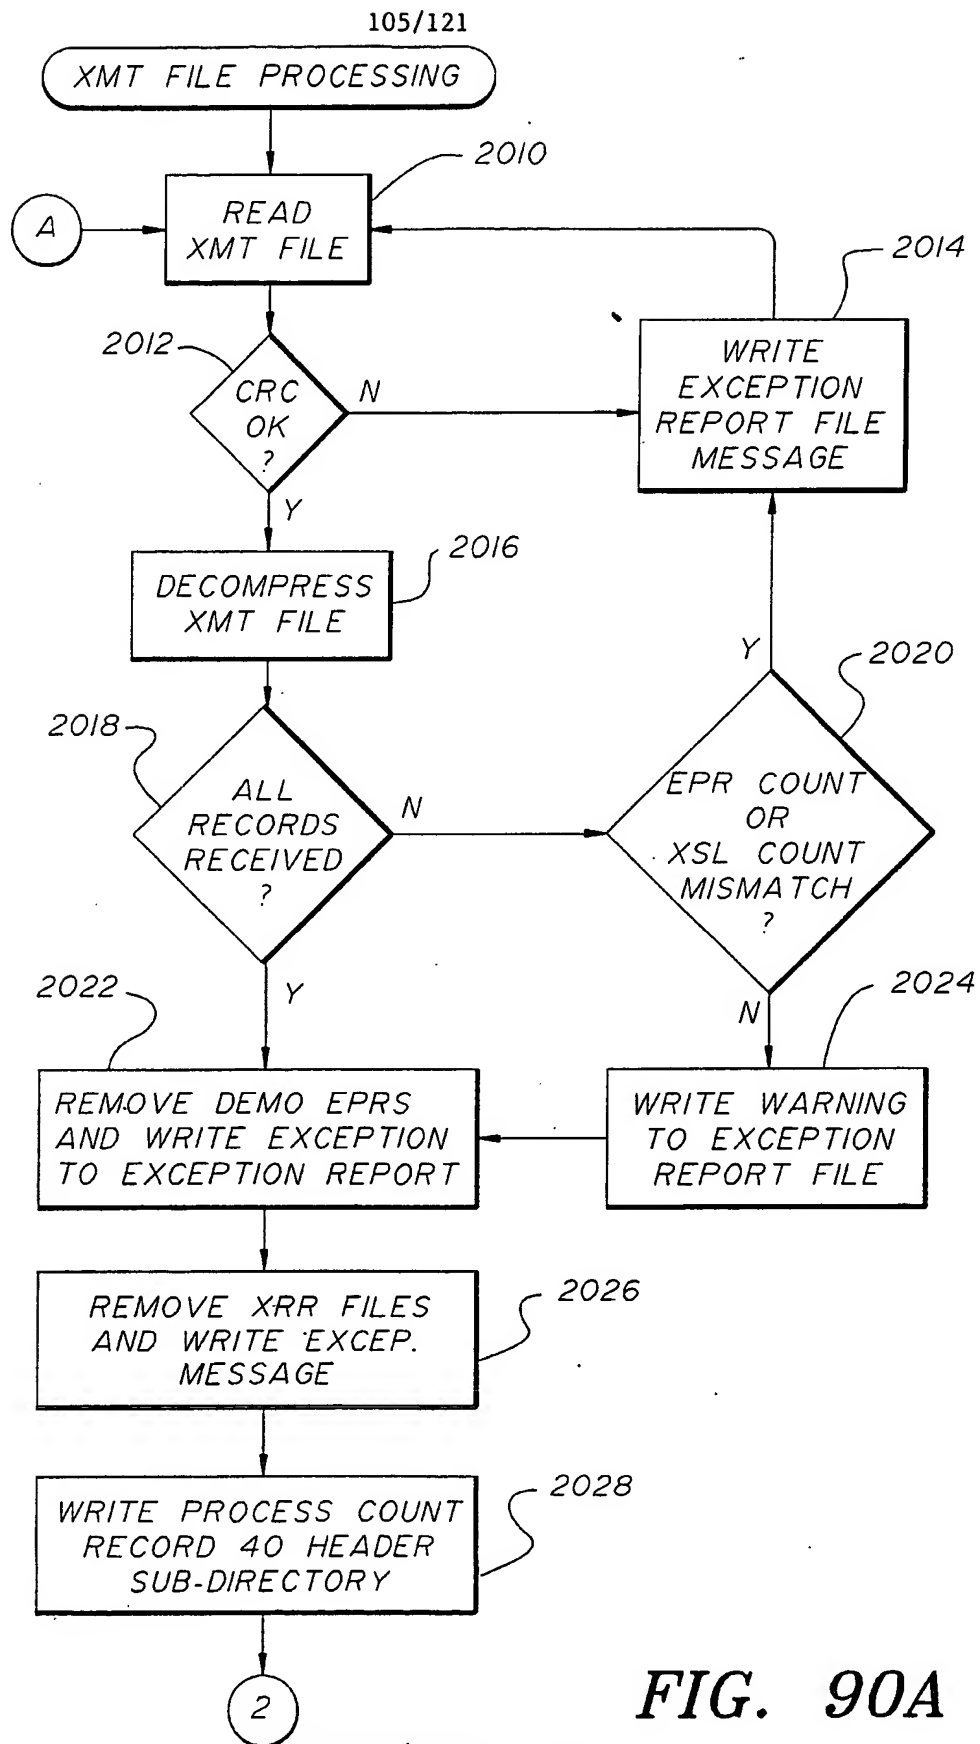 105/121
XMT FILE PROCESSING
2010
A
READ
XMT FILE
2014
WRITE
EXCEPTION
REPORT FILE
MESSAGE
2012
CRC
OK
?
N
Y
2016
DECOMPRESS
XMT FILE
Y
2020
2018
ALL
RECORDS
RECEIVED
?
N
EPR COUNT
OR
XSL COUNT
MISMATCH
?
2022
Y
N
2024
REMOVE DEMO EPRS
AND WRITE EXCEPTION
TO EXCEPTION REPORT
WRITE WARNING
TO EXCEPTION
REPORT FILE
2026
REMOVE XRR FILES
AND WRITE EXCEP.
MESSAGE
2028
WRITE PROCESS COUNT
RECORD 40 HEADER
SUB-DIRECTORY
2
FIG. 90A